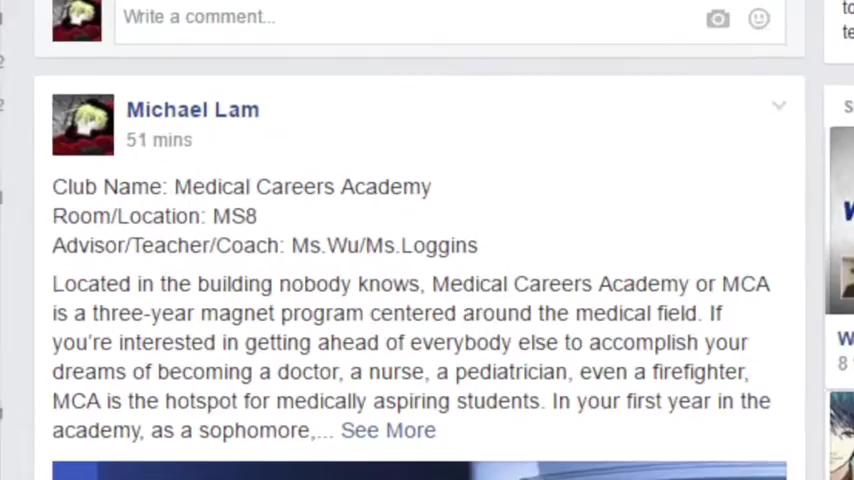 Write a comment...
Michael Lam
51 mins
Club Name: Medical Careers Academy
Room/Location: MS8
Advisor/Teacher/Coach: Ms.Wu/Ms.Loggins
Located in the building nobody knows, Medical Careers Academy or MCA
is a three-year magnet program centered around the medical field. If
you’re interested in getting ahead of everybody else to accomplish your
dreams of becoming a doctor, a nurse, a pediatrician, even a firefighter,
MCA is the hotspot for medically aspiring students. In your first year in the
academy, as a sophomore,... See More